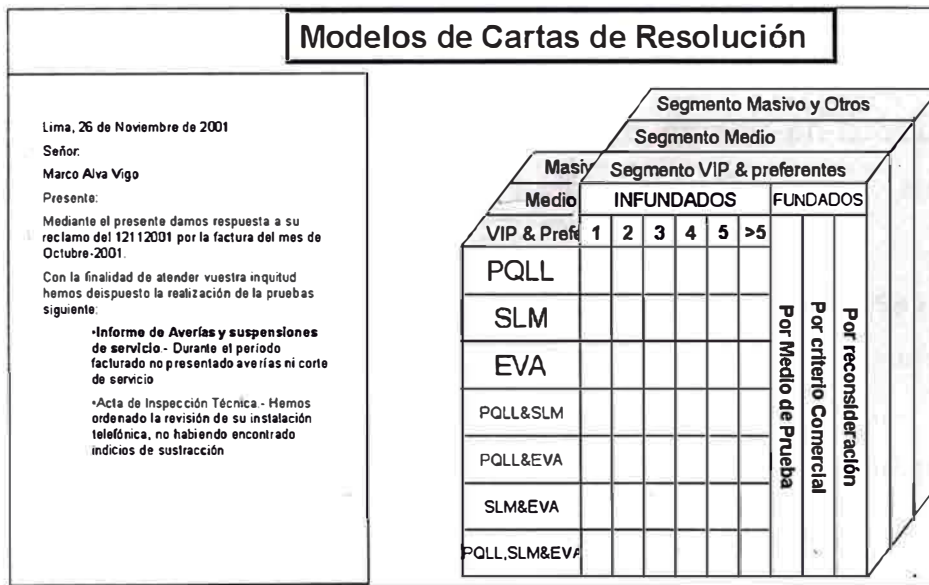 Modelos de Cartas de Resolución
Lima, 26 de Noviembre de 2001
Señor:
Marco Alva Vigo
Presente:
Mediante el presente damos respuesta a su
reclamo del 12112001 por la factura del mes de
Octubre-2001.
Con la finalidad de atender vuestra inquitud
hemos deispuesto la realización de la pruebas
siguiente:
•Informe de Averías y suspensiones
de servicio.- Durante el periodo
facturado no presentado averías ni corte
de servicio
•Acta de Inspección Técnica.- Hemos
ordenado la revisión de su instalación
telefónica, no habiendo encontrado
indicios de sustracción
Segmento Masivo y Otros
Segmento Medio
Masiv Segmento VIP & preferentes
Medio INFUNDADOS FUNDADOS
VIP & Prefe 1 2 3 4 5 >5
PQLL
SLM
EVA
PQLL&SLM
PQLL&EVA
SLM&EVA
PQLL,SLM&EVA
Por Medio de Prueba
Por criterio Comercial
Por reconsideración